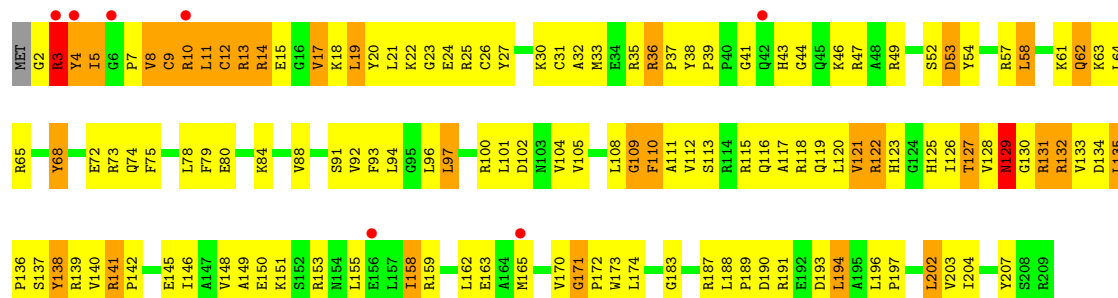 MET G2 R3 Y4 I5 G6 P7 V8 C9 R10 L11 C12 R13 R14 E15 G16 V17 K18 L19 Y20 L21 K22 G23 E24 R25 C26 Y27 K30 C31 A32 M33 E34 R35 R36 P37 Y38 P39 P40 G41 Q42 H43 G44 Q45 K46 R47 A48 R49 S52 D53 Y54 R57 L58 K61 Q62 K63 L64
R65 Y68 E72 R73 Q74 F75 L78 F79 E80 K84 V88 S91 V92 F93 L94 G95 L96 L97 R100 L101 D102 N103 V104 V105 L108 G109 F110 A111 V112 S113 R114 R115 Q116 A117 R118 Q119 L120 V121 R122 H123 G124 H125 I126 T127 V128 N129 G130 R131 R132 V133 D134 L135
P136 S137 Y138 R139 V140 R141 P142 E145 I146 A147 V148 A149 E150 K151 S152 R153 N154 L155 E156 L157 I158 R159 L162 E163 A164 M165 V170 G171 P172 W173 L174 G183 R187 L188 P189 D190 R191 E192 D193 L194 A195 L196 P197 L202 V203 I204 Y207 S208 R209